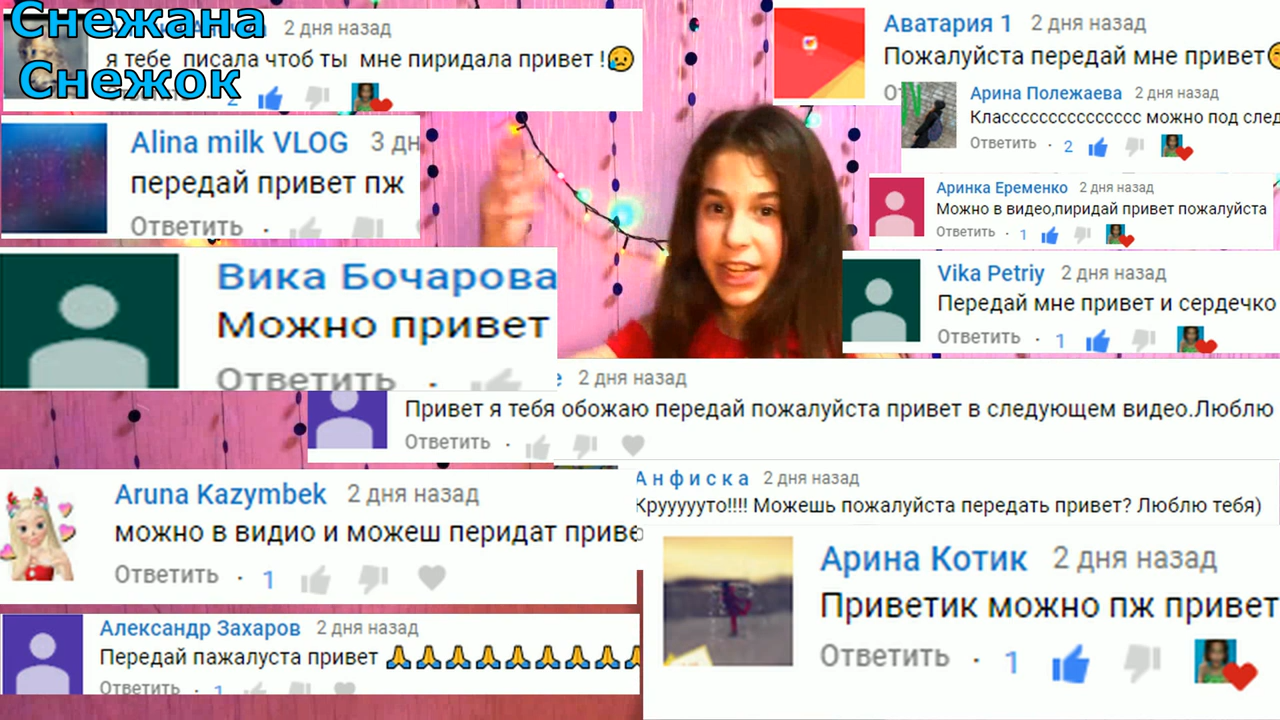 Снежана
2 дня назад
я тебе писала чтоб ты мне пиридала привет !😥
Снежок
2
Alina milk VLOG 3 дн
передай привет пж
Ответить
Вика Бочарова
Можно привет
Ответить
Аватария 1 2 дня назад
Пожалуйста передай мне привет
Арина Полежаева 2 дня назад
Классссссссссссссс можно под след
Ответить · 2
Аринка Еременко 2 дня назад
Можно в видео,пиридай привет пожалуйста
Ответить · 1
Vika Petriy 2 дня назад
Передай мне привет и сердечко
Ответить · 1
2 дня назад
Привет я тебя обожаю передай пожалуйста привет в следующем видео.Люблю
Ответить ·
Aruna Kazymbek 2 дня назад
можно в видио и можеш перидат приве
Ответить · 1
А н ф и с к а 2 дня назад
Круууууто!!!! Можешь пожалуйста передать привет? Люблю тебя)
Александр Захаров 2 дня назад
Передай пажалуста привет 🙏🙏🙏🙏🙏🙏🙏🙏🙏
Ответить · 1
Арина Котик 2 дня назад
Приветик можно пж привет
Ответить · 1